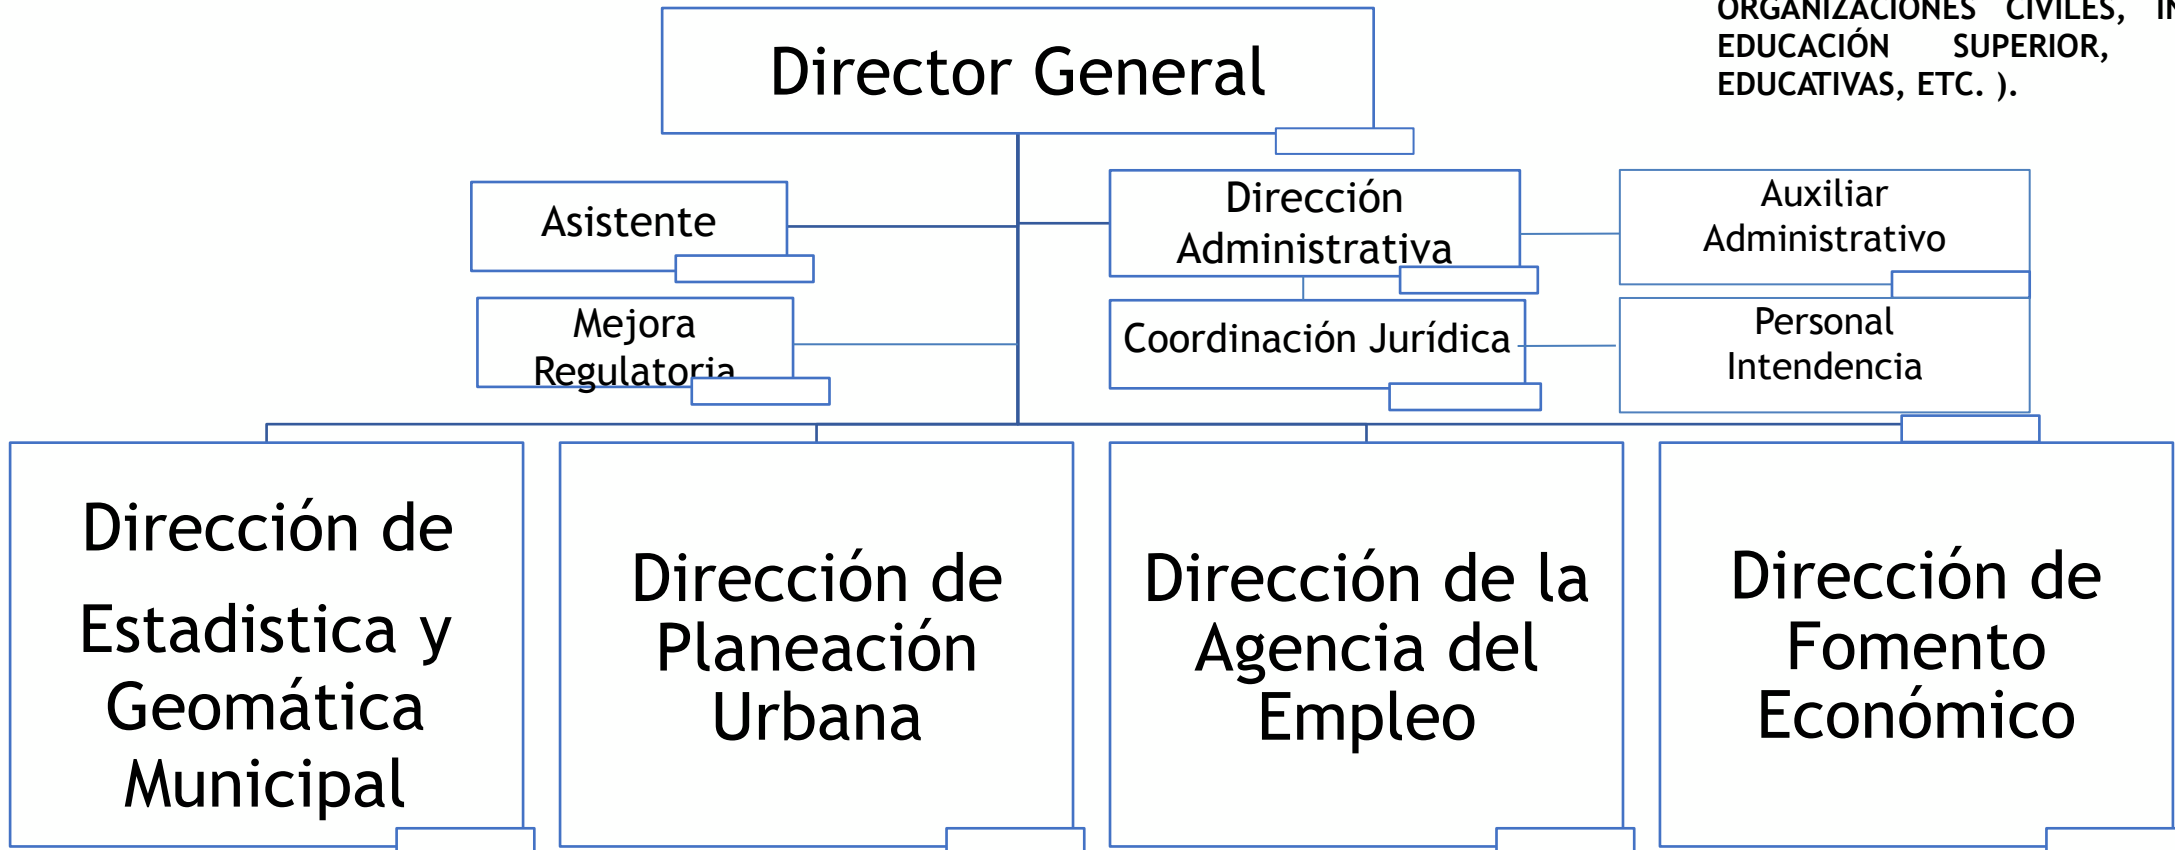 ORGANIZACIONES CIVILES,
EDUCACIÓN SUPERIOR,
EDUCATIVAS, ETC. ).
Director General
Asistente
Dirección
Administrativa
Auxiliar
Administrativo
Mejora
Regulatoria
Coordinación Jurídica
Personal
Intendencia
Dirección de
Estadistica y
Geomática
Municipal
Dirección de
Planeación
Urbana
Dirección de la
Agencia del
Empleo
Dirección de
Fomento
Económico